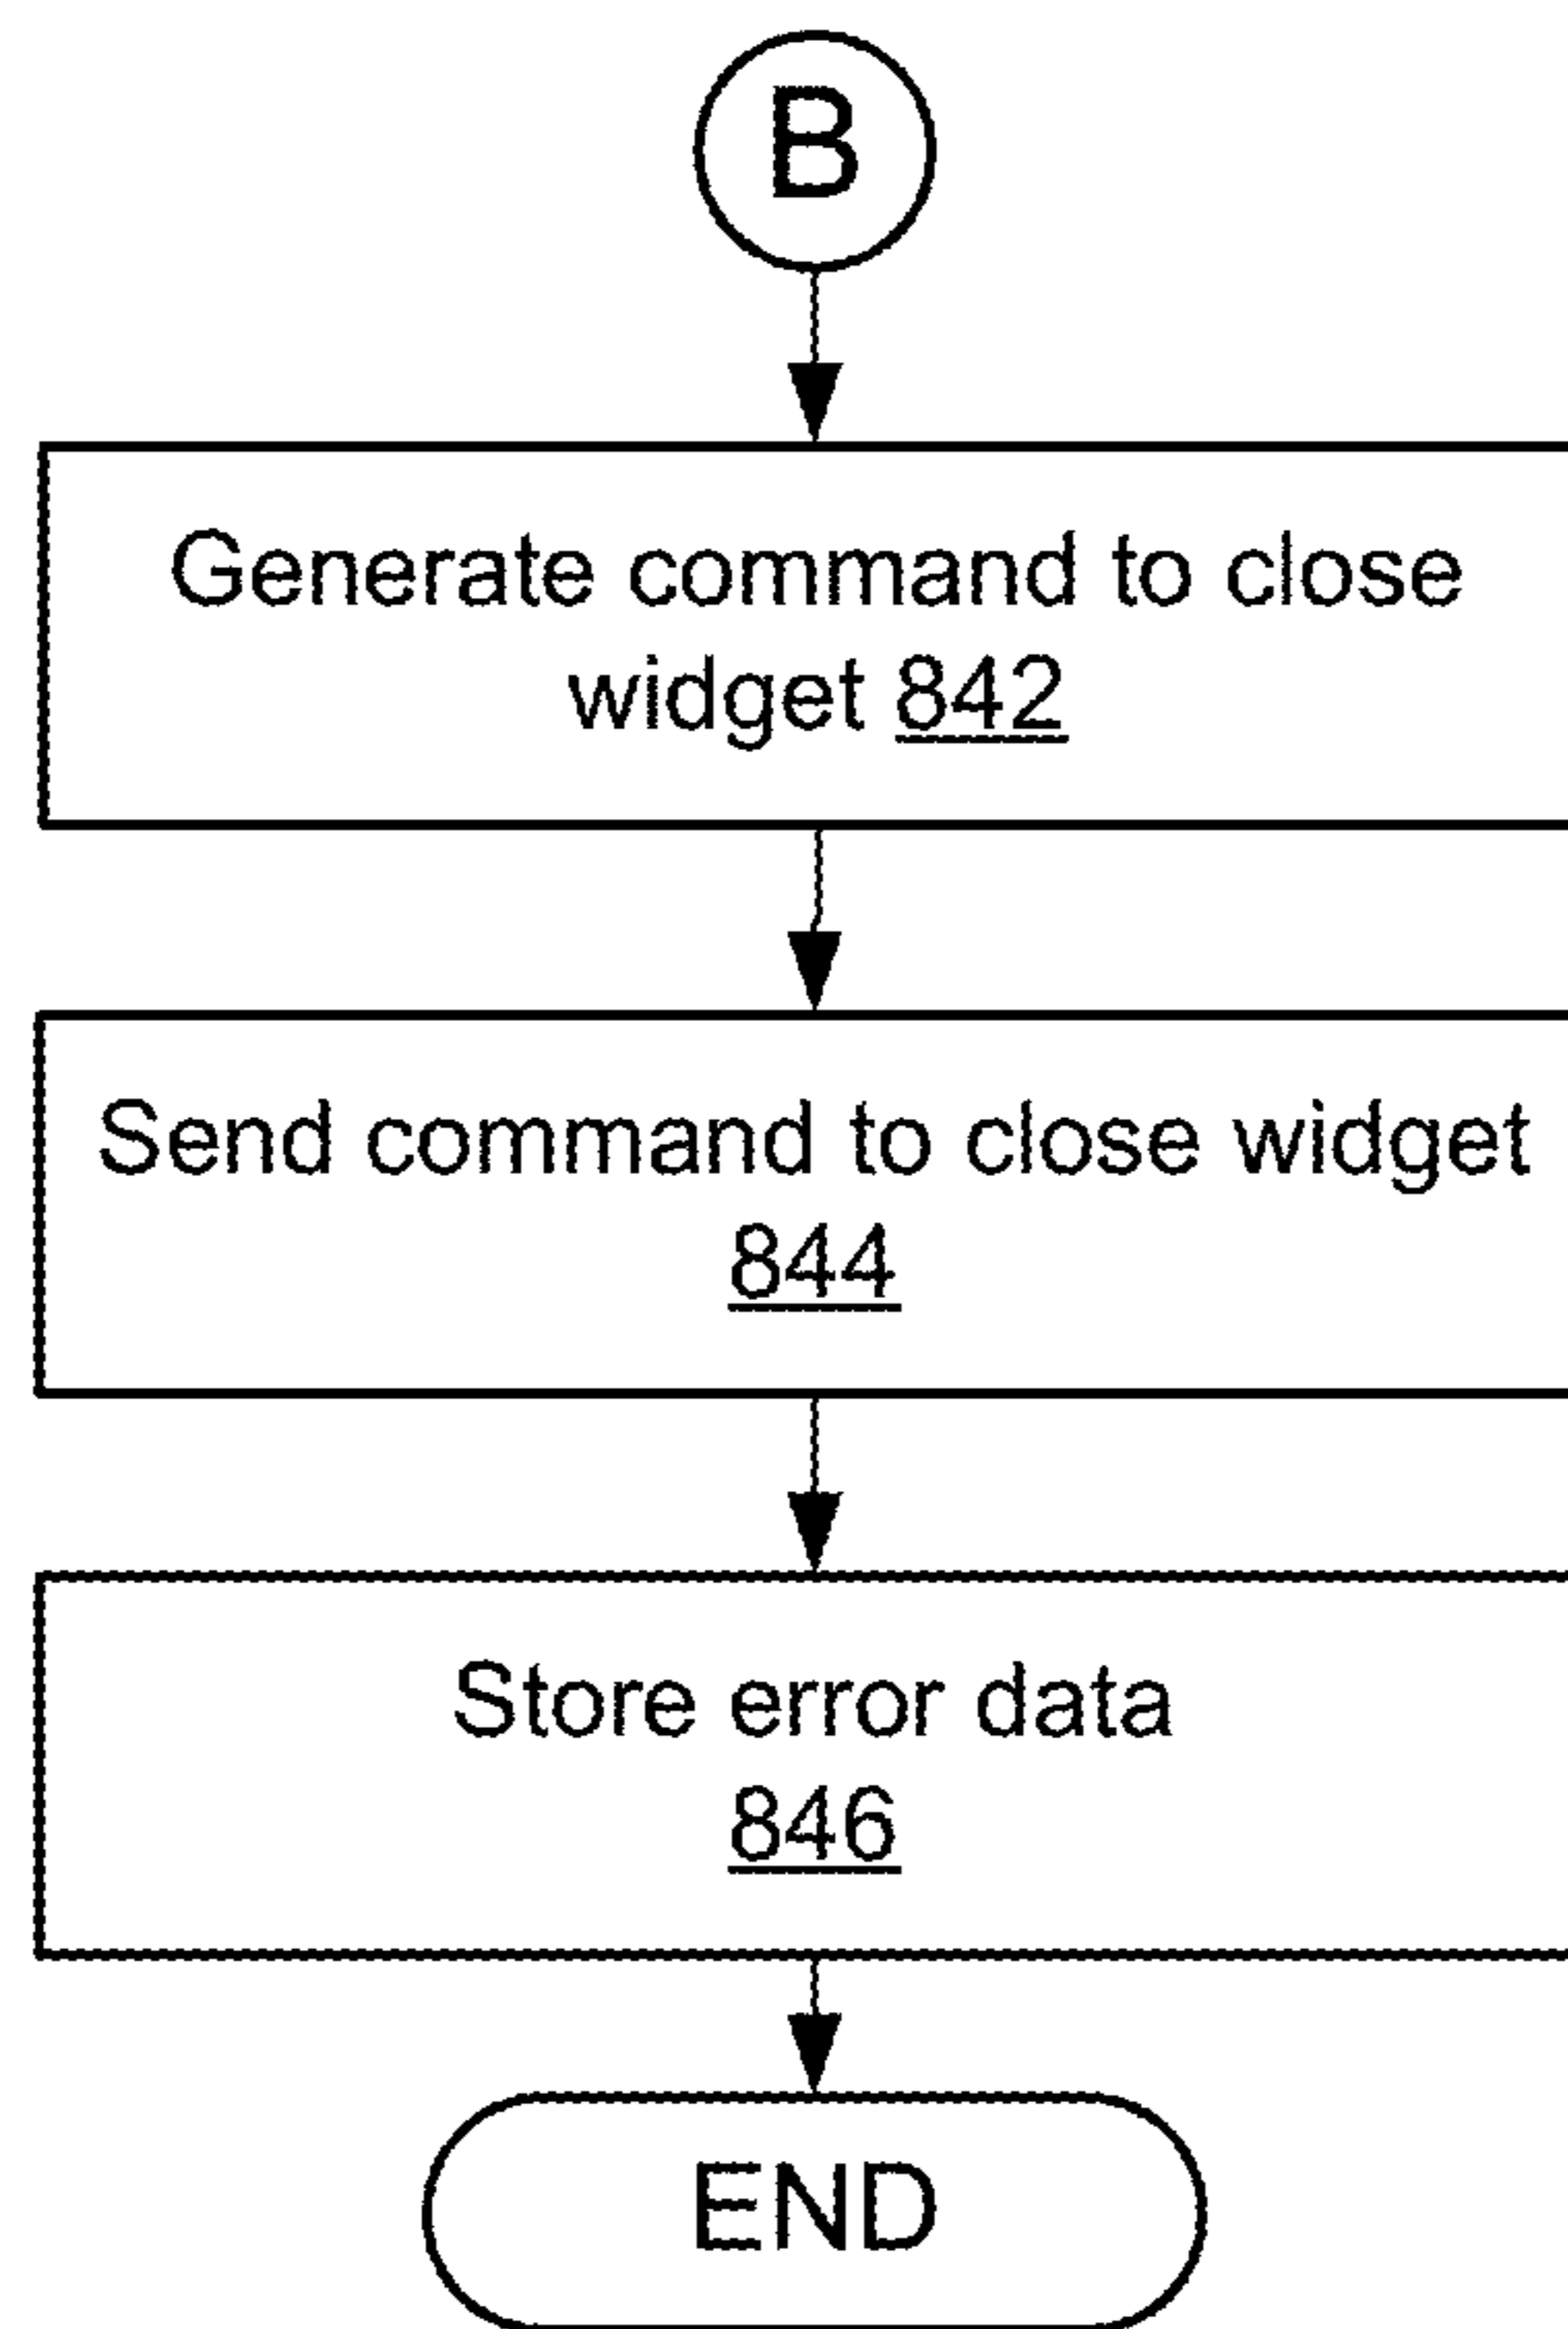 B
Generate command to close
widget 842
Send command to close widget
844
Store error data
846
END